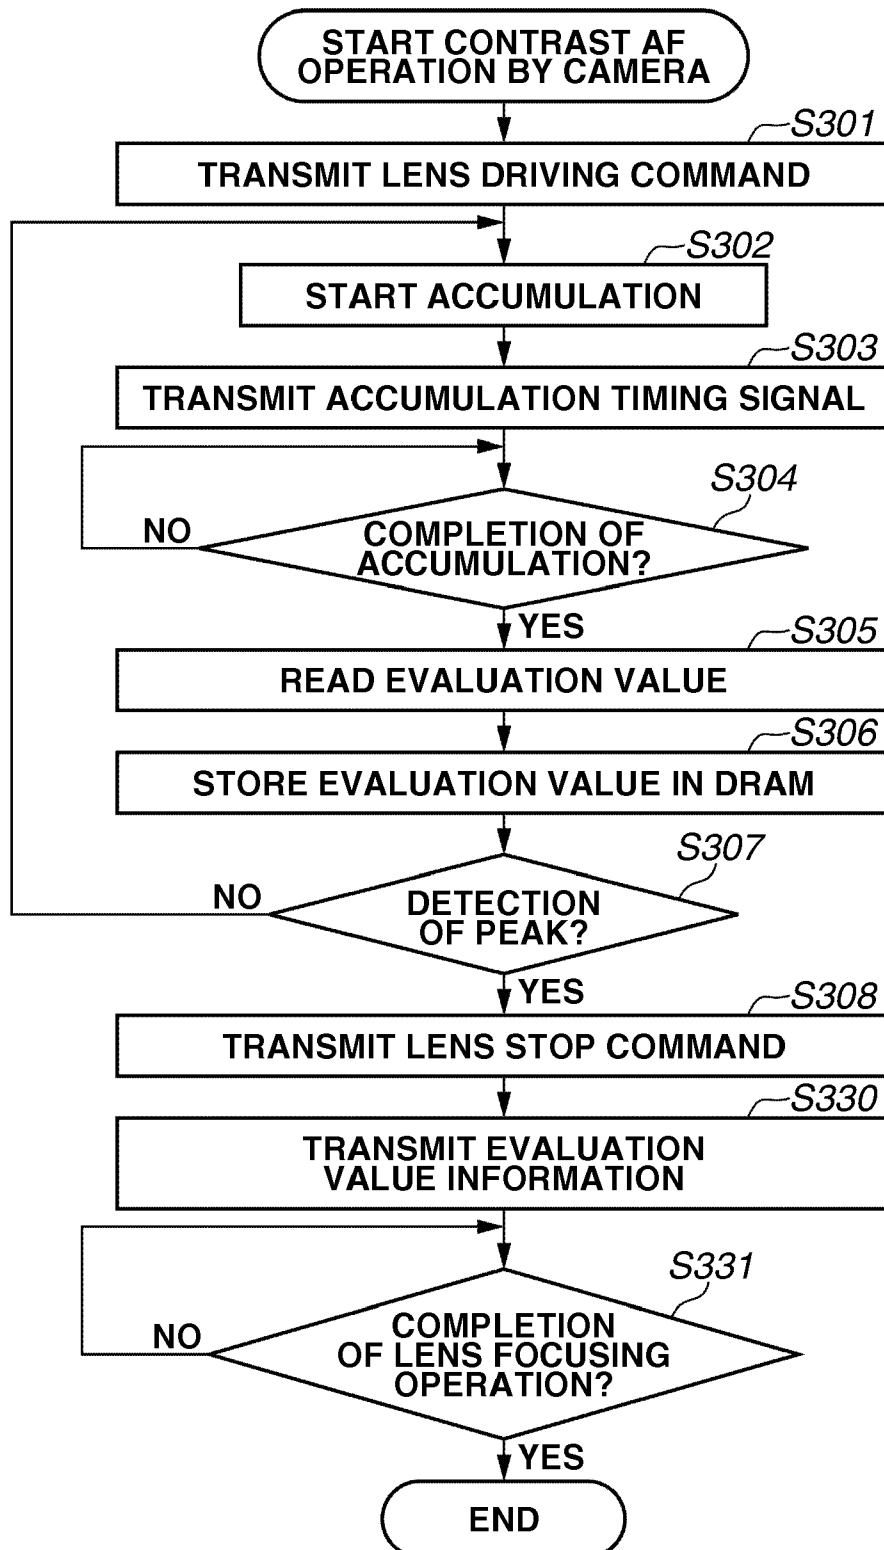 START CONTRAST AF
OPERATION BY CAMERA
S301
TRANSMIT LENS DRIVING COMMAND
S302
START ACCUMULATION
S303
TRANSMIT ACCUMULATION TIMING SIGNAL
S304
NO
COMPLETION OF
ACCUMULATION?
YES
S305
READ EVALUATION VALUE
S306
STORE EVALUATION VALUE IN DRAM
S307
NO
DETECTION
OF PEAK?
YES
S308
TRANSMIT LENS STOP COMMAND
S330
TRANSMIT EVALUATION
VALUE INFORMATION
S331
NO
COMPLETION
OF LENS FOCUSING
OPERATION?
YES
END